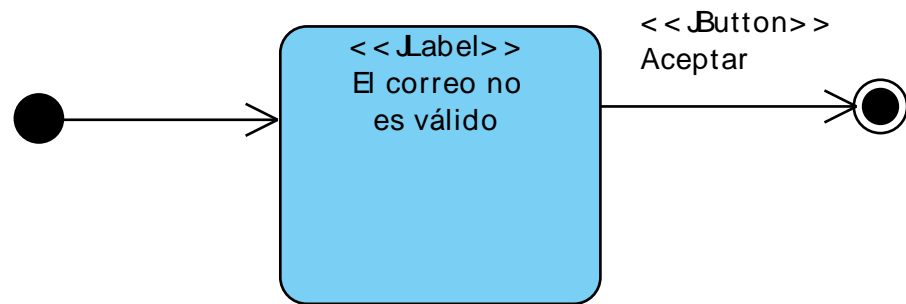 <<JLabel>>
El correo no
es válido
<<JButton>>
Aceptar